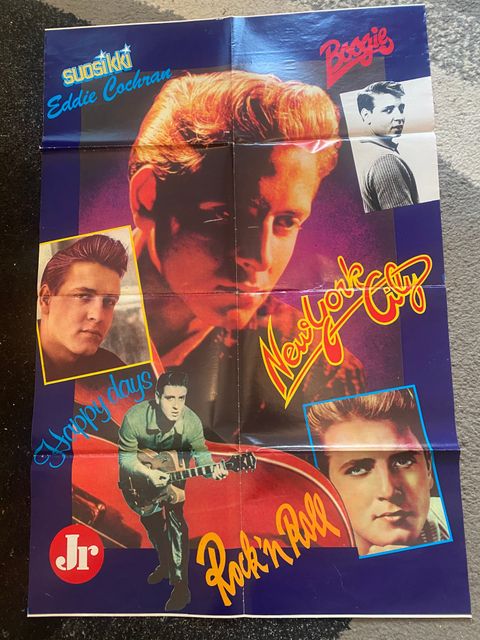 suosikki
Eddie Cochran
Boogie
New York City
Happy days
Rock'n Roll
Jr